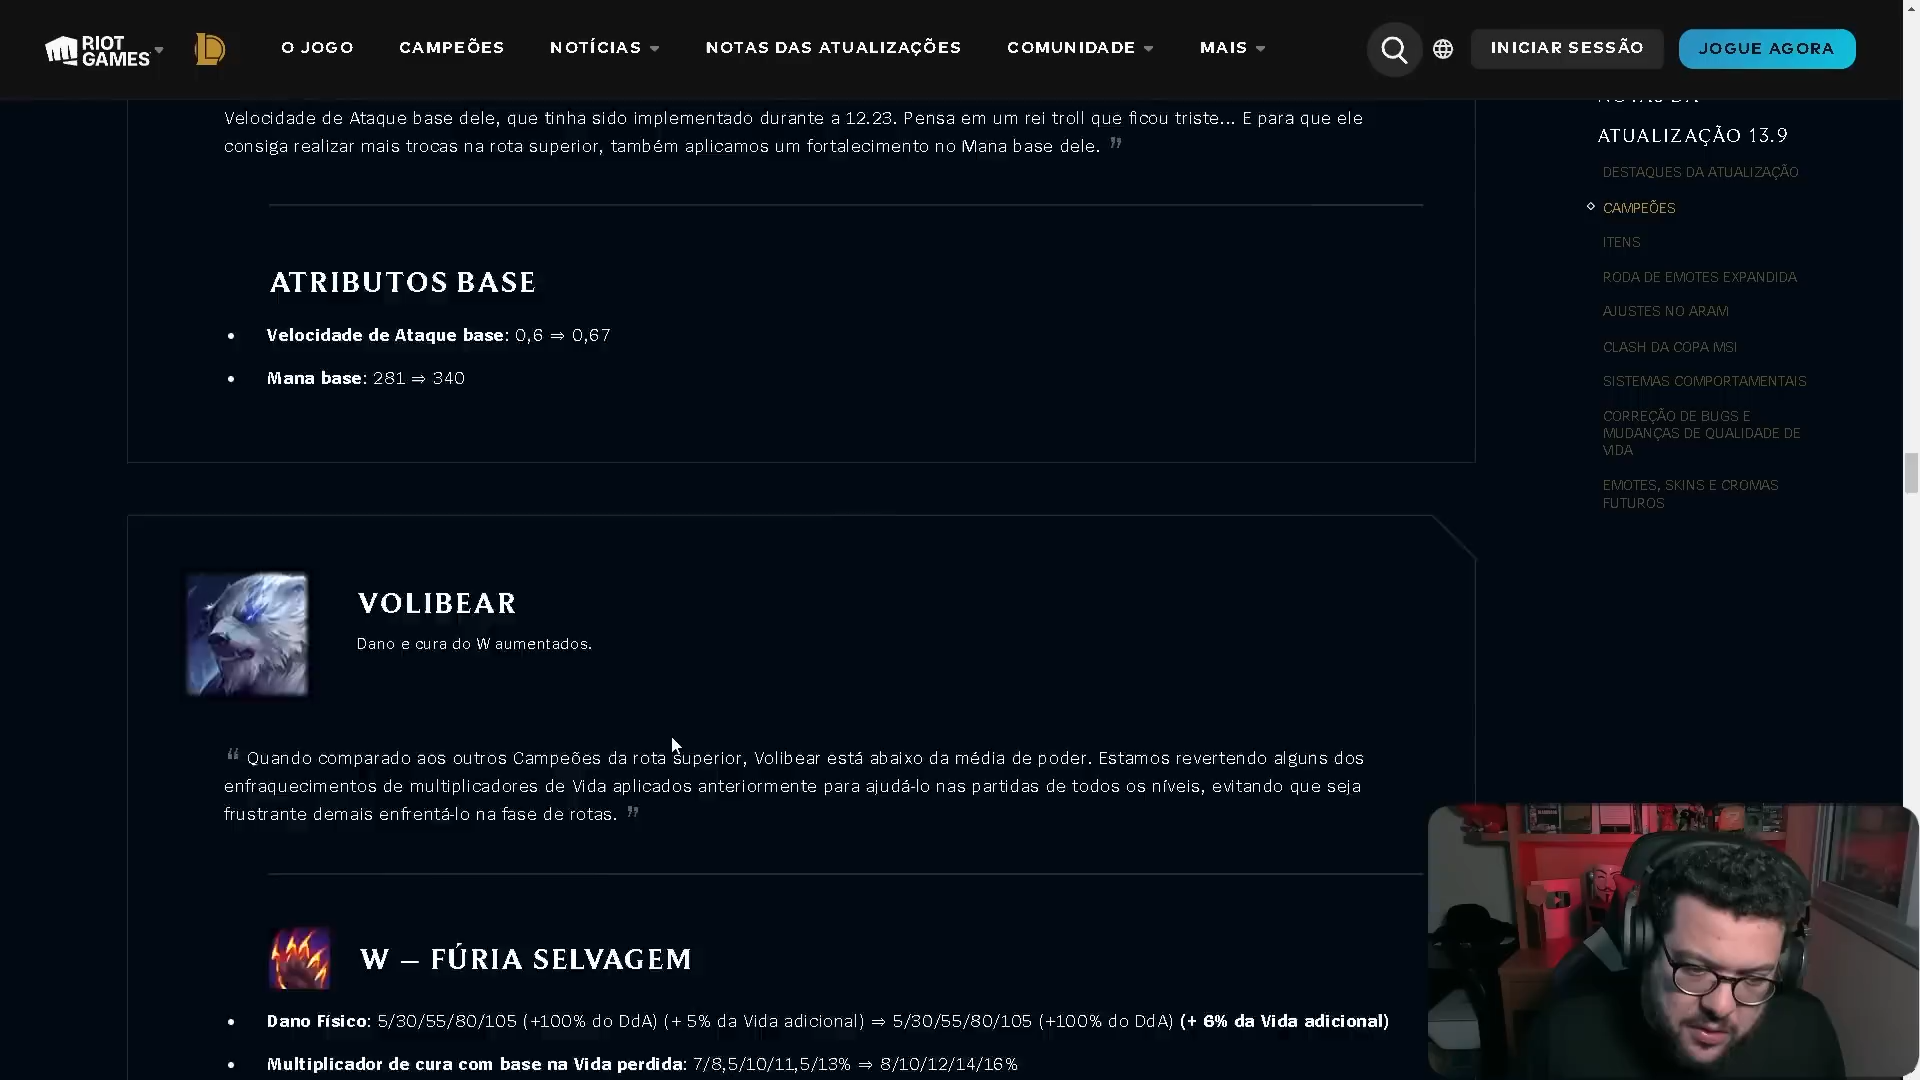 RIOT
GAMES
O JOGO
CAMPEÕES
NOTÍCIAS
NOTAS DAS ATUALIZAÇÕES
COMUNIDADE
MAIS
INICIAR SESSÃO
JOGUE AGORA
Velocidade de Ataque base dele, que tinha sido implementado durante a 12.23. Pensa em um rei troll que ficou triste... E para que ele
consiga realizar mais trocas na rota superior, também aplicamos um fortalecimento no Mana base dele. ”
ATRIBUTOS BASE
• Velocidade de Ataque base: 0,6 ⇒ 0,67
• Mana base: 281 ⇒ 340
VOLIBEAR
Dano e cura do W aumentados.
“ Quando comparado aos outros Campeões da rota superior, Volibear está abaixo da média de poder. Estamos revertendo alguns dos
enfraquecimentos de multiplicadores de Vida aplicados anteriormente para ajudá-lo nas partidas de todos os níveis, evitando que seja
frustrante demais enfrentá-lo na fase de rotas. ”
W – FÚRIA SELVAGEM
• Dano Físico: 5/30/55/80/105 (+100% do DdA) (+ 5% da Vida adicional) ⇒ 5/30/55/80/105 (+100% do DdA) (+ 6% da Vida adicional)
• Multiplicador de cura com base na Vida perdida: 7/8,5/10/11,5/13% ⇒ 8/10/12/14/16%
NOTAS DA
ATUALIZAÇÃO 13.9
DESTAQUES DA ATUALIZAÇÃO
CAMPEÕES
ITENS
RODA DE EMOTES EXPANDIDA
AJUSTES NO ARAM
CLASH DA COPA MSI
SISTEMAS COMPORTAMENTAIS
CORREÇÃO DE BUGS E
MUDANÇAS DE QUALIDADE DE
VIDA
EMOTES, SKINS E CROMAS
FUTUROS